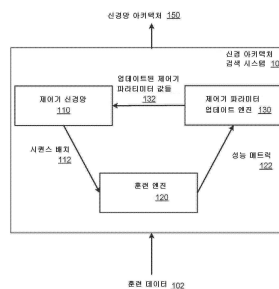 신경망 아키텍처 150
신경 아키텍처
검색 시스템 10
제어기 신경망
110
업데이트된 제어기
파라미터 값들
132
제어기 파라미터
업데이트 엔진 130
시퀀스 배치
112
성능 메트릭
122
훈련 엔진
120
훈련 데이터 102